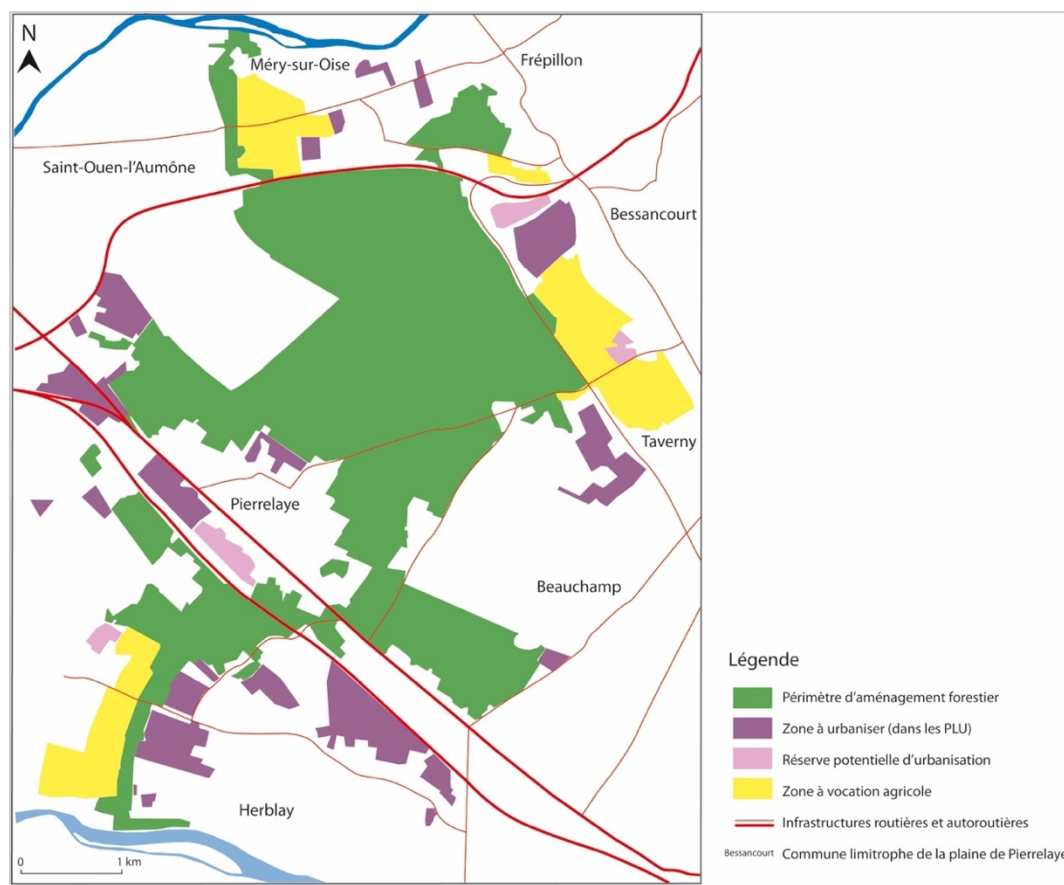 N
Méry-sur-Oise
Frépillon
Saint-Ouen-l'Aumône
Bessancourt
Taverny
Pierrelaye
Beauchamp
Herblay
0 1 km
Légende
Périmètre d'aménagement forestier
Zone à urbaniser (dans les PLU)
Réserve potentielle d'urbanisation
Zone à vocation agricole
Infrastructures routières et autoroutières
Bessancourt Commune limitrophe de la plaine de Pierrelaye